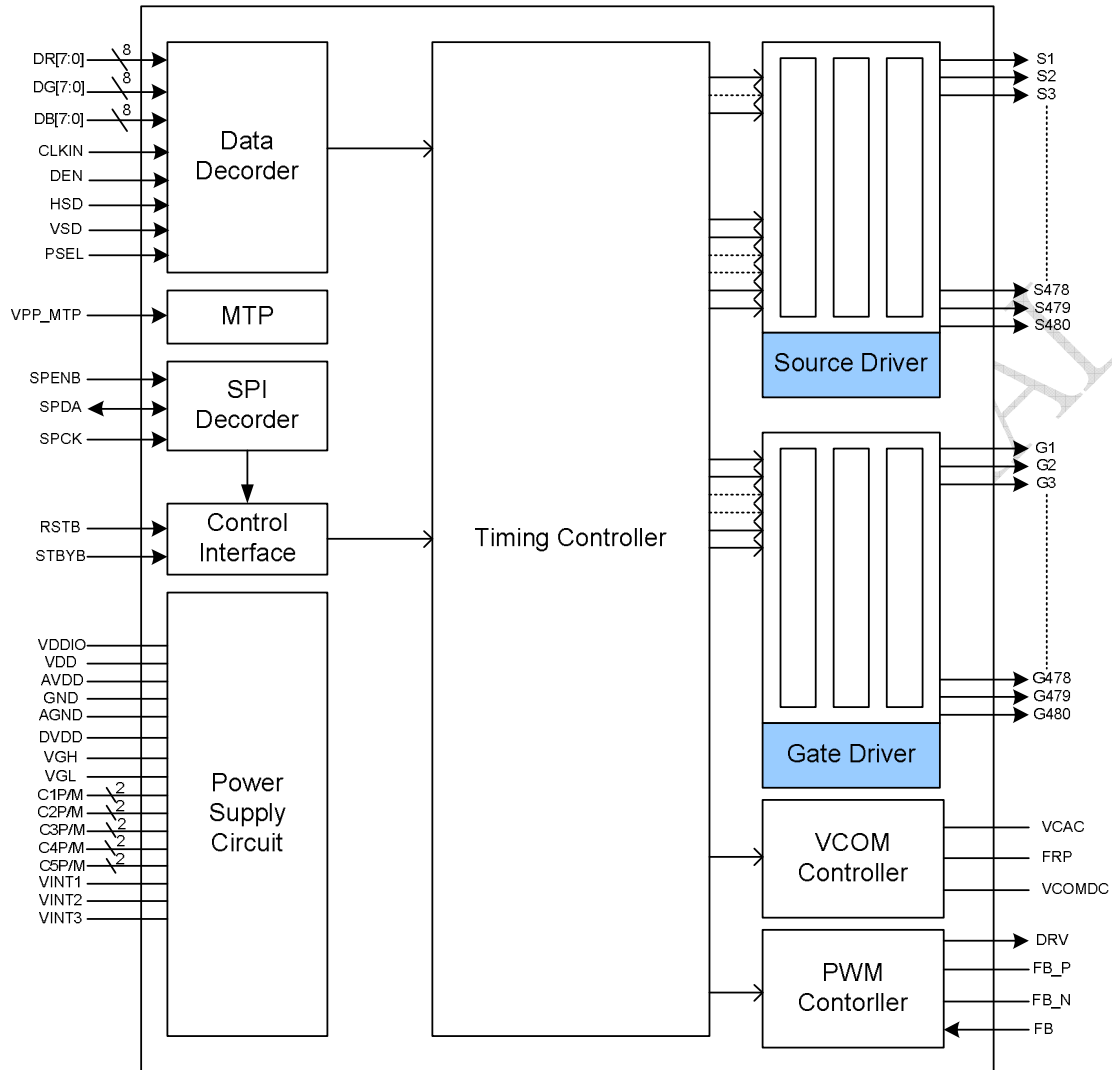 DR[7:0]
8
DG[7:0]
8
DB[7:0]
8
CLKIN
DEN
HSD
VSD
PSEL
Data
Decorder
VPP_MTP
MTP
SPENB
SPDA
SPCK
SPI
Decorder
RSTB
STBYB
Control
Interface
VDDIO
VDD
AVDD
GND
AGND
DVDD
VGH
VGL
C1P/M
2
C2P/M
2
C3P/M
2
C4P/M
2
C5P/M
2
VINT1
VINT2
VINT3
Power
Supply
Circuit
Timing Controller
Source Driver
S1
S2
S3
S478
S479
S480
Gate Driver
G1
G2
G3
G478
G479
G480
VCOM
Controller
VCAC
FRP
VCOMDC
PWM
Contorller
DRV
FB_P
FB_N
FB